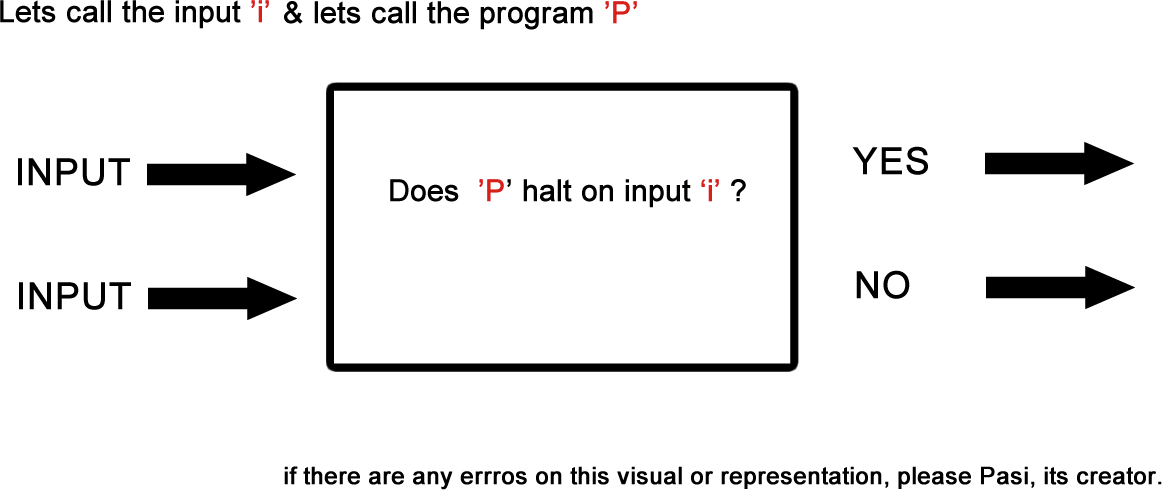 Lets call the input 'i' & lets call the program 'P'
INPUT
YES
Does 'P' halt on input 'i' ?
INPUT
NO
if there are any errros on this visual or representation, please Pasi, its creator.